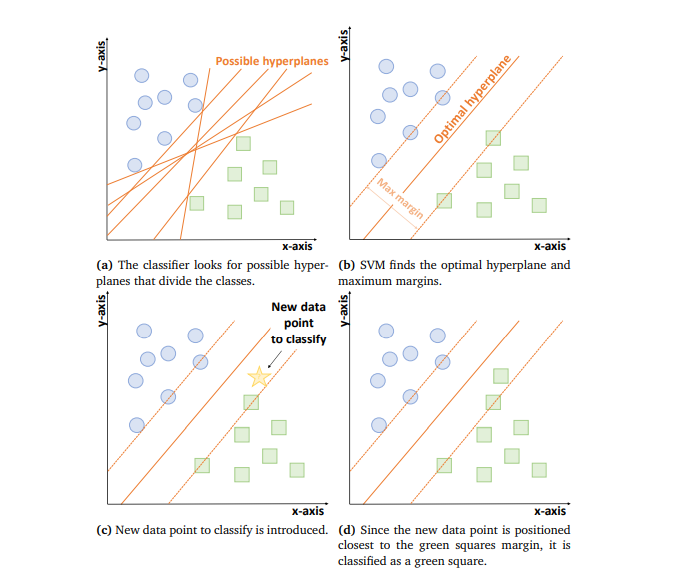 y-axis
Possible hyperplanes
x-axis
(a) The classifier looks for possible hyper-
planes that divide the classes.
y-axis
Optimal hyperplane
Max margin
x-axis
(b) SVM finds the optimal hyperplane and
maximum margins.
y-axis
New data
point
to classify
x-axis
(c) New data point to classify is introduced.
y-axis
x-axis
(d) Since the new data point is positioned
closest to the green squares margin, it is
classified as a green square.